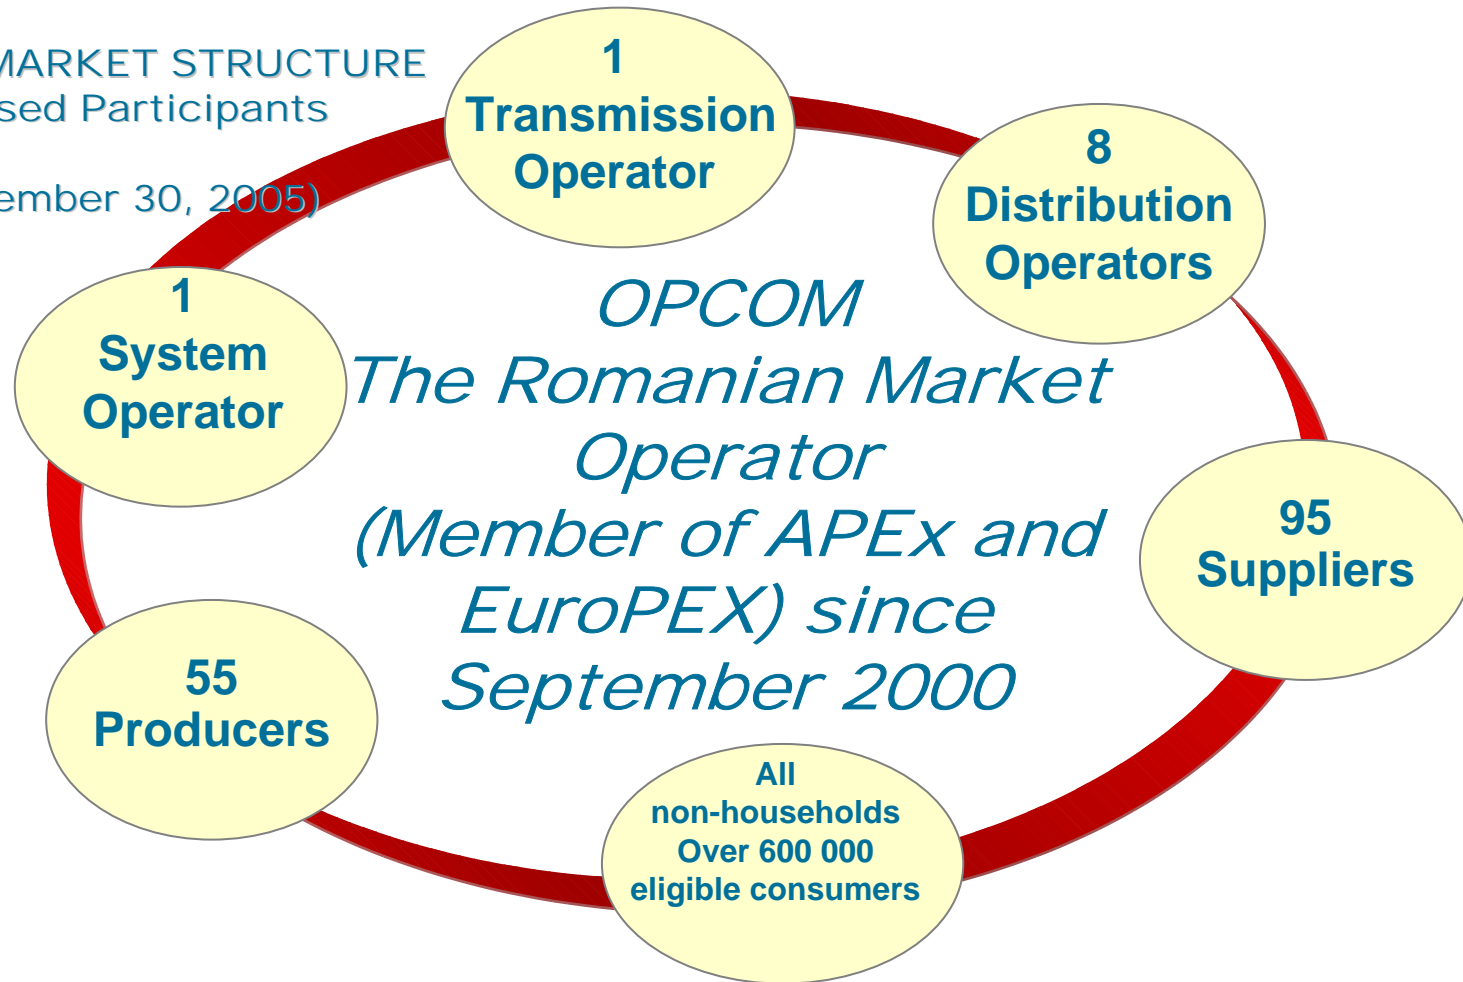 MARKET STRUCTURE
sed Participants
ember 30, 2005)
1
Transmission
Operator
8
Distribution
Operators
1
System
Operator
OPCOM
The Romanian Market
Operator
(Member of APEx and
EuroPEX) since
September 2000
95
Suppliers
55
Producers
All
non-households
Over 600 000
eligible consumers